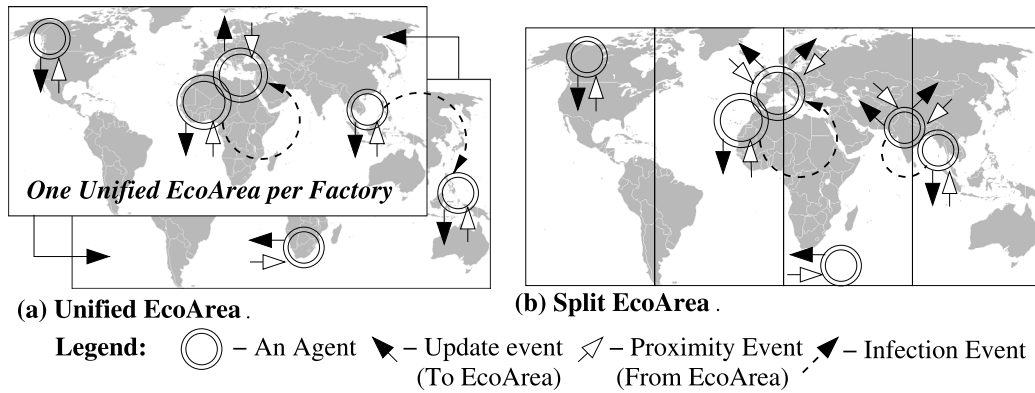 One Unified EcoArea per Factory
(a) Unified EcoArea .
(b) Split EcoArea .
Legend: – An Agent – Update event – Proximity Event – Infection Event
(To EcoArea) (From EcoArea)